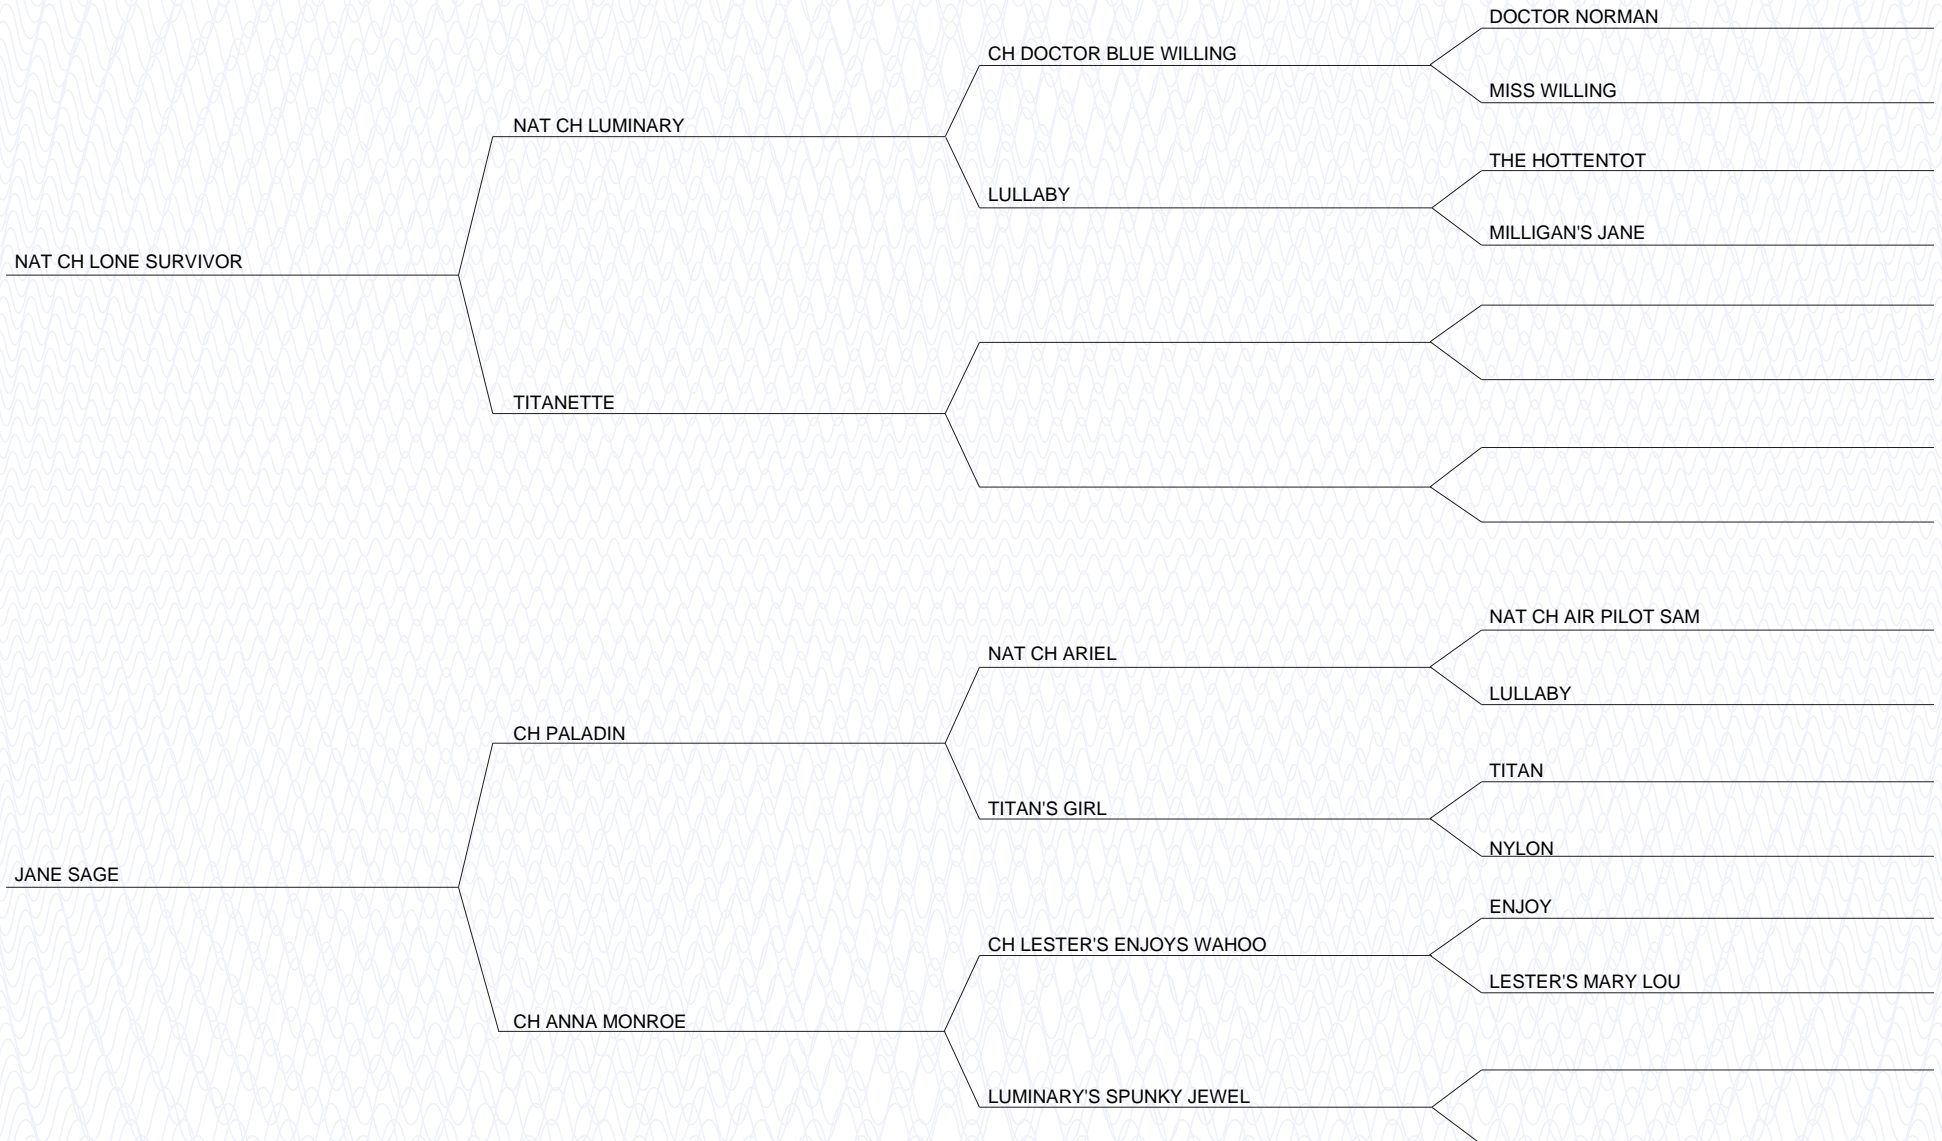 DOCTOR NORMAN
CH DOCTOR BLUE WILLING
MISS WILLING
NAT CH LUMINARY
THE HOTTENTOT
LULLABY
MILLIGAN'S JANE
NAT CH LONE SURVIVOR
TITANETTE
NAT CH AIR PILOT SAM
NAT CH ARIEL
LULLABY
CH PALADIN
TITAN
TITAN'S GIRL
NYLON
JANE SAGE
ENJOY
CH LESTER'S ENJOYS WAHOO
LESTER'S MARY LOU
CH ANNA MONROE
LUMINARY'S SPUNKY JEWEL